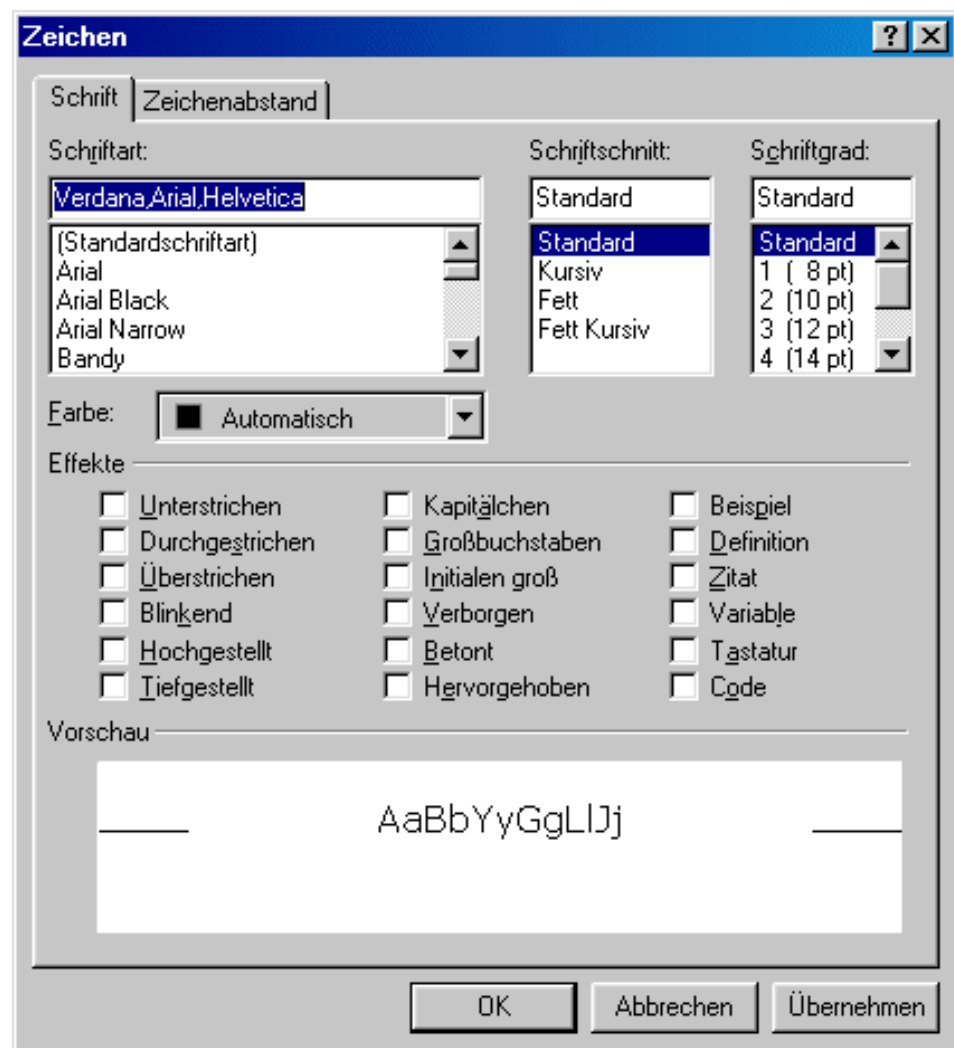 Zeichen
Schrift Zeichenabstand
Schriftart: Schriftschnitt: Schriftgrad:
Verdana,Arial,Helvetica Standard Standard
(Standardschriftart) Standard Standard
Arial Kursiv 1 ( 8 pt)
Arial Black Fett 2 (10 pt)
Arial Narrow Fett Kursiv 3 (12 pt)
Bandy 4 (14 pt)
Farbe: Automatisch
Effekte
Unterstrichen Kapitälchen Beispiel
Durchgestrichen Großbuchstaben Definition
Überstrichen Initialen groß Zitat
Blinkend Verborgen Variable
Hochgestellt Betont Tastatur
Tiefgestellt Hervorgehoben Code
Vorschau
AaBbYyGgLlJj
OK Abbrechen Übernehmen